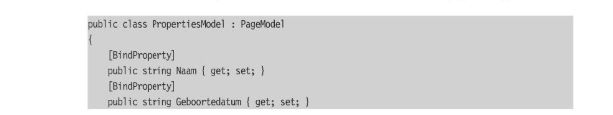 public class PropertiesModel : PageModel
{
[BindProperty]
public string Naam { get; set; }
[BindProperty]
public string Geboortedatum { get; set; }